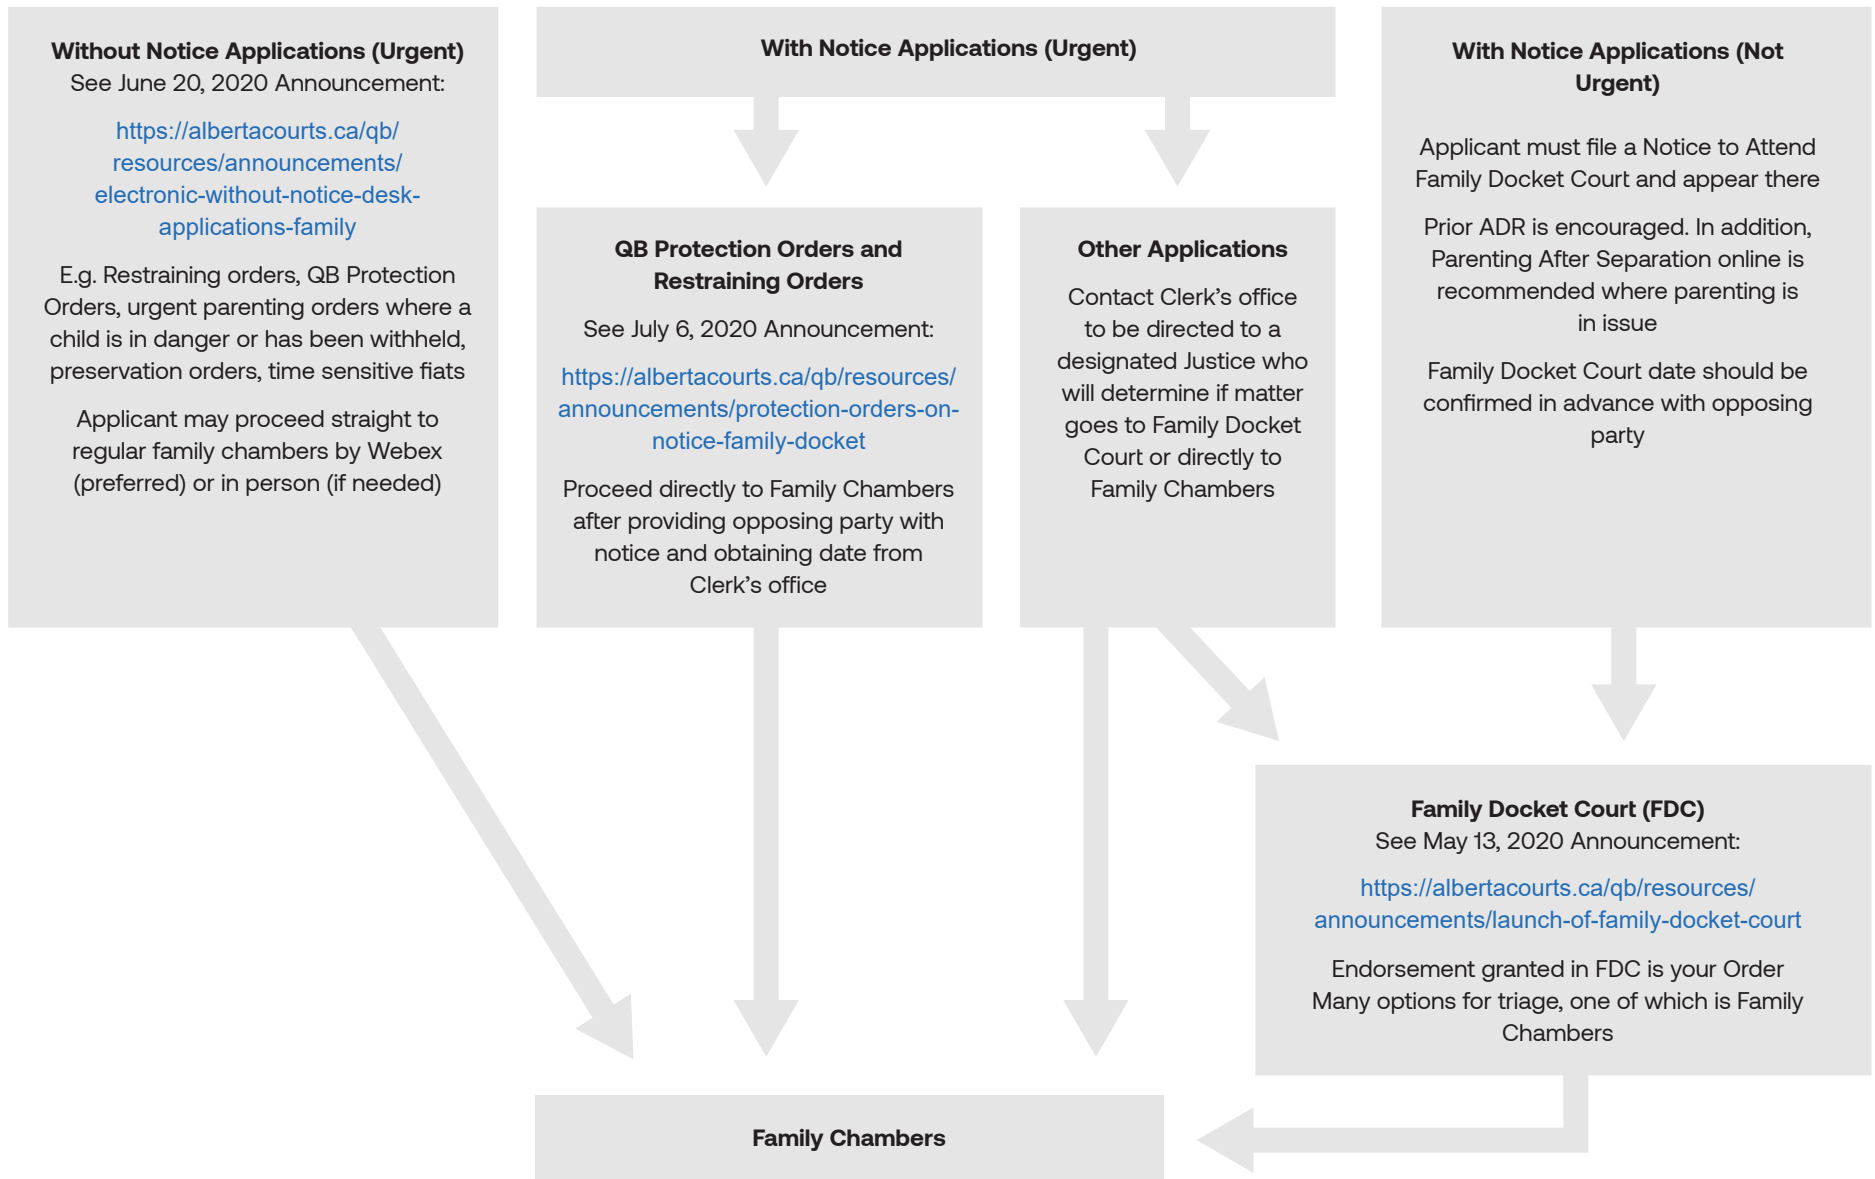 Without Notice Applications (Urgent)
See June 20, 2020 Announcement:
https://albertacourts.ca/qb/
resources/announcements/
electronic-without-notice-desk-
applications-family
E.g. Restraining orders, QB Protection
Orders, urgent parenting orders where a
child is in danger or has been withheld,
preservation orders, time sensitive fiats
Applicant may proceed straight to
regular family chambers by Webex
(preferred) or in person (if needed)
With Notice Applications (Urgent)
QB Protection Orders and
Restraining Orders
See July 6, 2020 Announcement:
https://albertacourts.ca/qb/resources/
announcements/protection-orders-on-
notice-family-docket
Proceed directly to Family Chambers
after providing opposing party with
notice and obtaining date from
Clerk’s office
Other Applications
Contact Clerk’s office
to be directed to a
designated Justice who
will determine if matter
goes to Family Docket
Court or directly to
Family Chambers
With Notice Applications (Not
Urgent)
Applicant must file a Notice to Attend
Family Docket Court and appear there
Prior ADR is encouraged. In addition,
Parenting After Separation online is
recommended where parenting is
in issue
Family Docket Court date should be
confirmed in advance with opposing
party
Family Docket Court (FDC)
See May 13, 2020 Announcement:
https://albertacourts.ca/qb/resources/
announcements/launch-of-family-docket-court
Endorsement granted in FDC is your Order
Many options for triage, one of which is Family
Chambers
Family Chambers